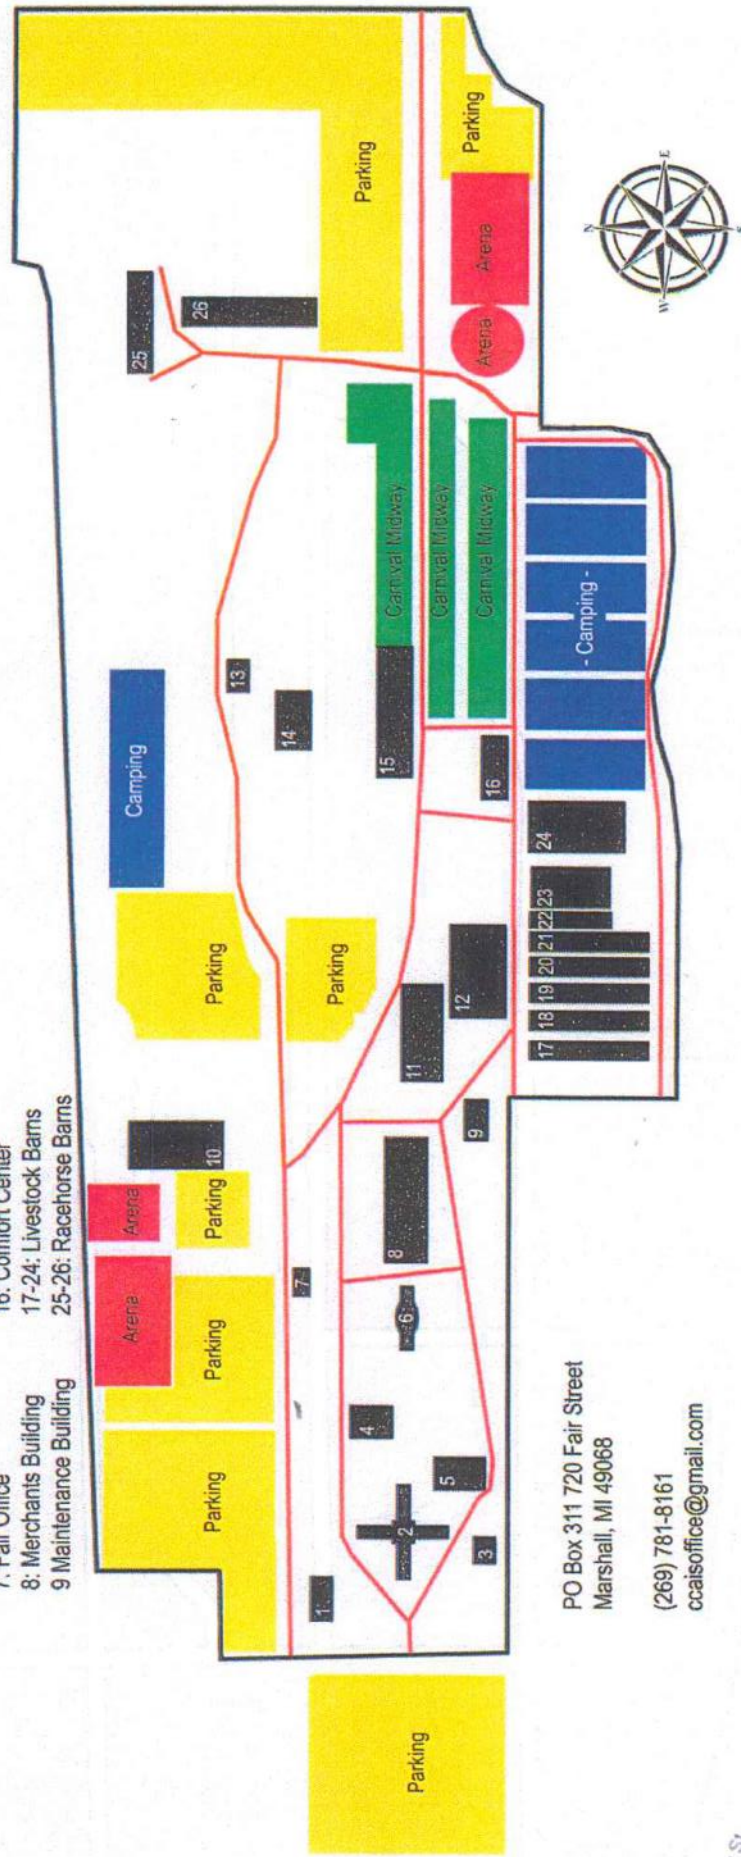 7: Fair Office
8: Merchants Building
9 Maintenance Building
16: Comfort Center
17-24: Livestock Barns
25-26: Racehorse Barns
Parking
Parking
Arena
Parking
Arena
Parking
10
Parking
Parking
Camping
13
14
25
26
Parking
Parking
Arena
Arena
Carnival Midway
Carnival Midway
Carnival Midway
15
16
1
2
3
4
5
6
7
8
9
11
12
17
18
19
20
21
22
23
24
- Camping -
Parking
N
E
S
W
PO Box 311 720 Fair Street
Marshall, MI 49068
(269) 781-8161
ccaisoffice@gmail.com
St